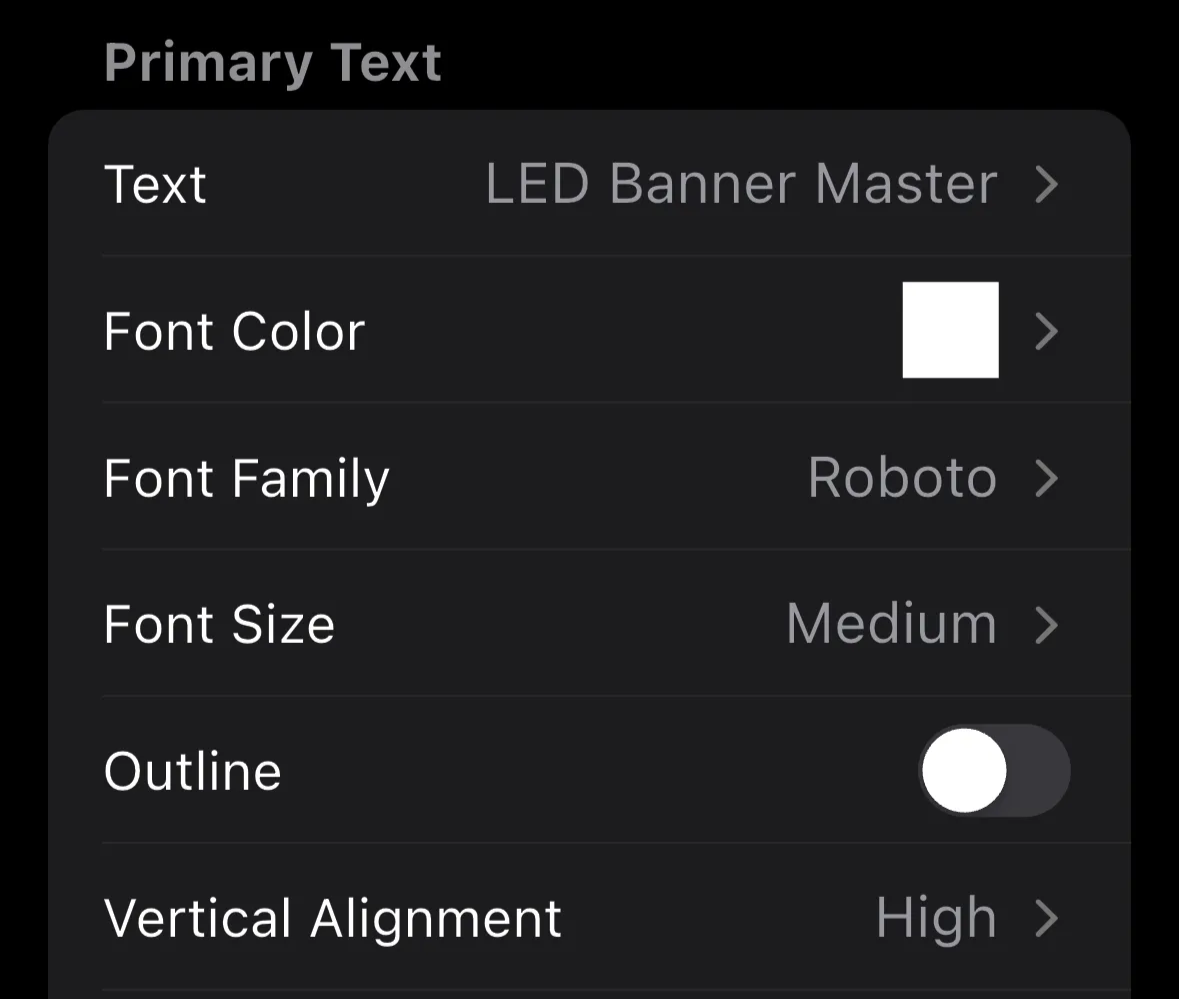 Primary Text
Text LED Banner Master
Font Color
Font Family Roboto
Font Size Medium
Outline
Vertical Alignment High